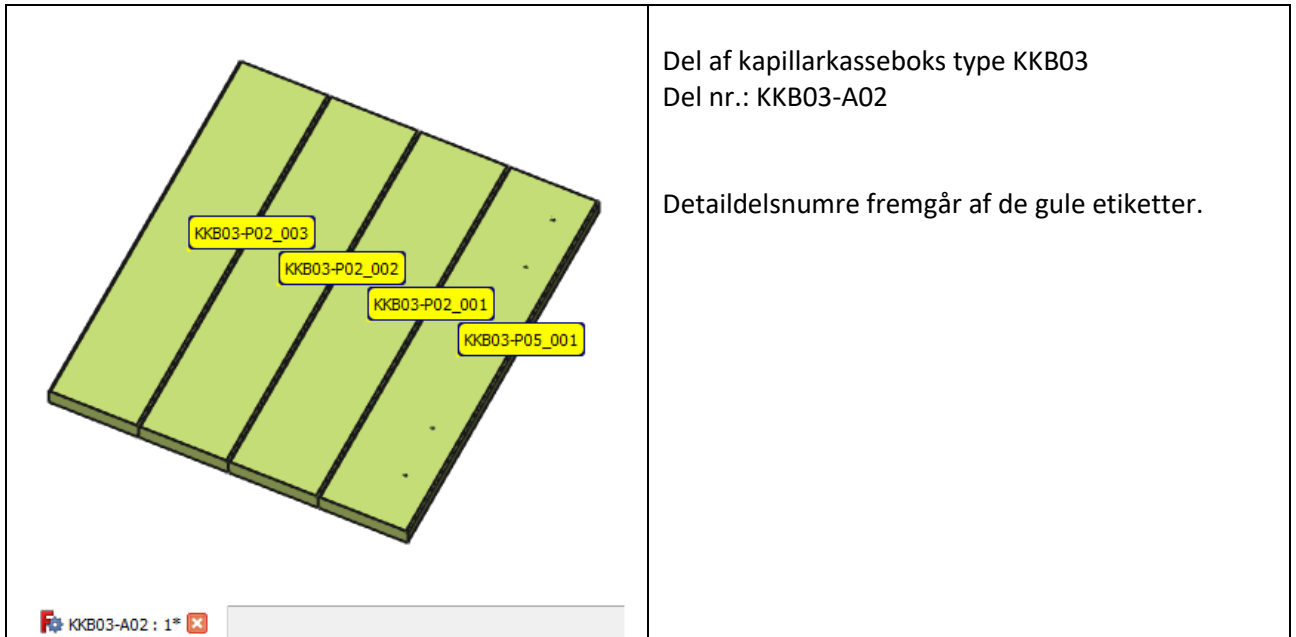 KKB03-P02_003
KKB03-P02_002
KKB03-P02_001
KKB03-P05_001
KKB03-A02 : 1*
Del af kapillarkasseboks type KKB03
Del nr.: KKB03-A02
Detaildelsnumre fremgår af de gule etiketter.